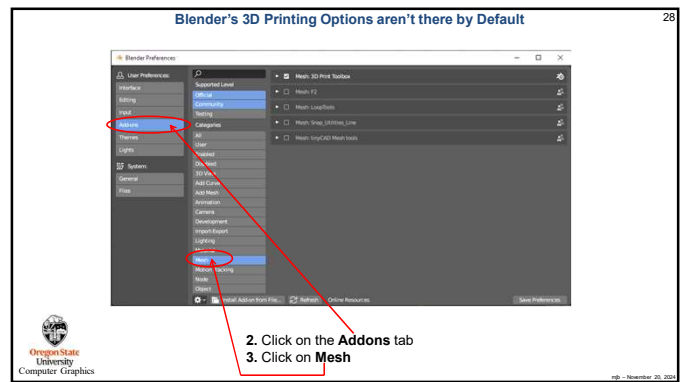 Blender's 3D Printing Options aren't there by Default
28
Blender Preferences
User Preferences:
Interface
Editing
Input
Add-ons
Themes
Lights
System:
General
Files
Supported Level
Official
Community
Testing
Categories
All
User
Enabled
Disabled
3D View
Add Curve
Add Mesh
Animation
Camera
Development
Import-Export
Lighting
Material
Mesh
Motion Tracking
Node
Object
Mesh: 3D Print Toolbox
Mesh: F2
Mesh: LoopTools
Mesh: Snap_Utilities_Line
Mesh: tinyCAD Mesh tools
Install Add-on from File...
Refresh
Online Resources
Save Preferences
2. Click on the Addons tab
3. Click on Mesh
Oregon State
University
Computer Graphics
mjb – November 20, 2024